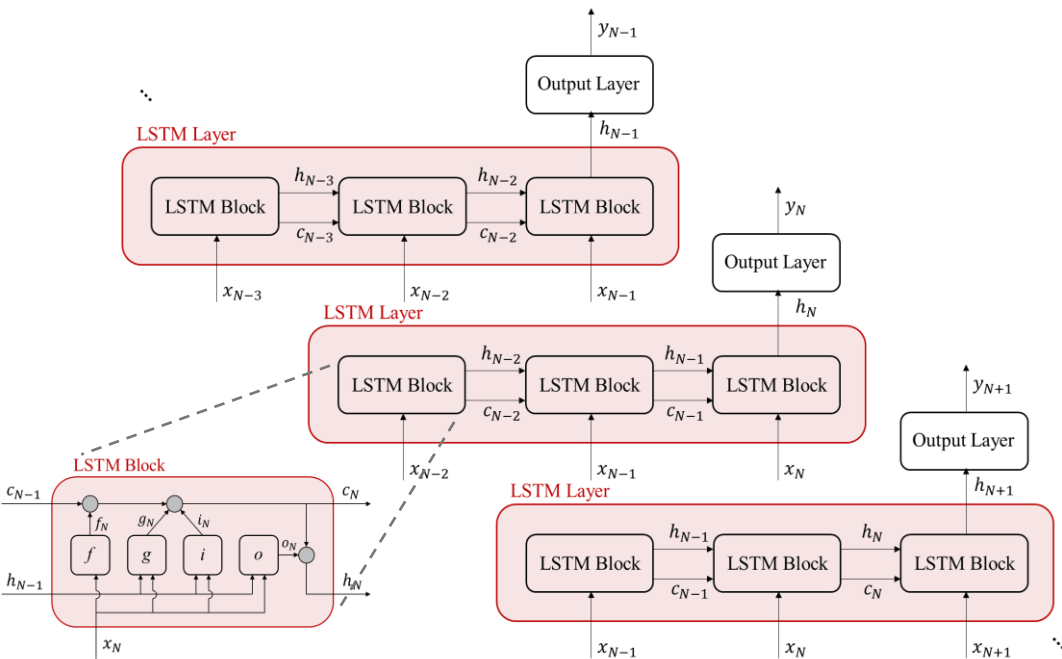 y_{N-1}
Output Layer
⋱
h_{N-1}
LSTM Layer
h_{N-3} h_{N-2}
LSTM Block LSTM Block LSTM Block
c_{N-3} c_{N-2}
x_{N-3} x_{N-2} x_{N-1}
y_N
Output Layer
h_N
LSTM Layer
h_{N-2} h_{N-1}
LSTM Block LSTM Block LSTM Block
c_{N-2} c_{N-1}
x_{N-2} x_{N-1} x_N
y_{N+1}
Output Layer
h_{N+1}
LSTM Layer
h_{N-1} h_N
LSTM Block LSTM Block LSTM Block
c_{N-1} c_N
x_{N-1} x_N x_{N+1}
⋱
LSTM Block
c_{N-1} c_N
f_N g_N i_N o_N
f g i o
h_{N-1} h_N
x_N